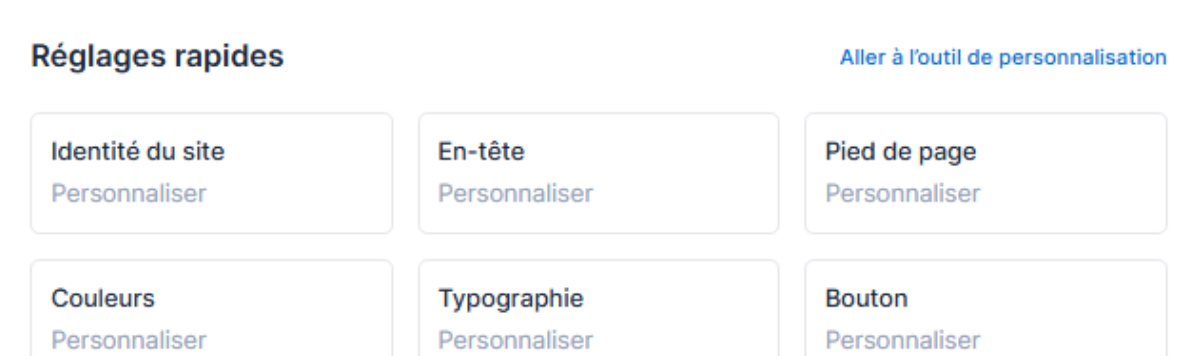 Réglages rapides
Aller à l’outil de personnalisation
Identité du site
Personnaliser
En-tête
Personnaliser
Pied de page
Personnaliser
Couleurs
Personnaliser
Typographie
Personnaliser
Bouton
Personnaliser